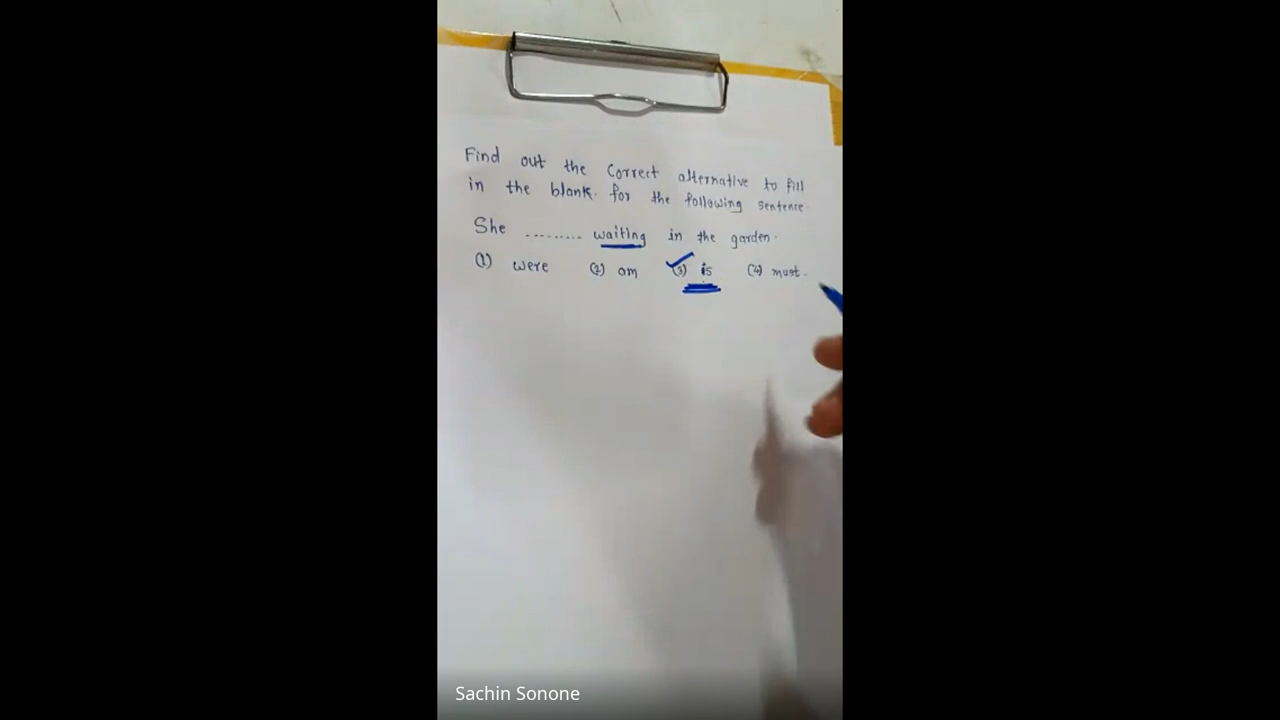 Find out the correct alternative to fill
in the blank. for the following sentence.
She ......... waiting in the garden.
(1) were (2) am (3) is (4) must.
Sachin Sonone